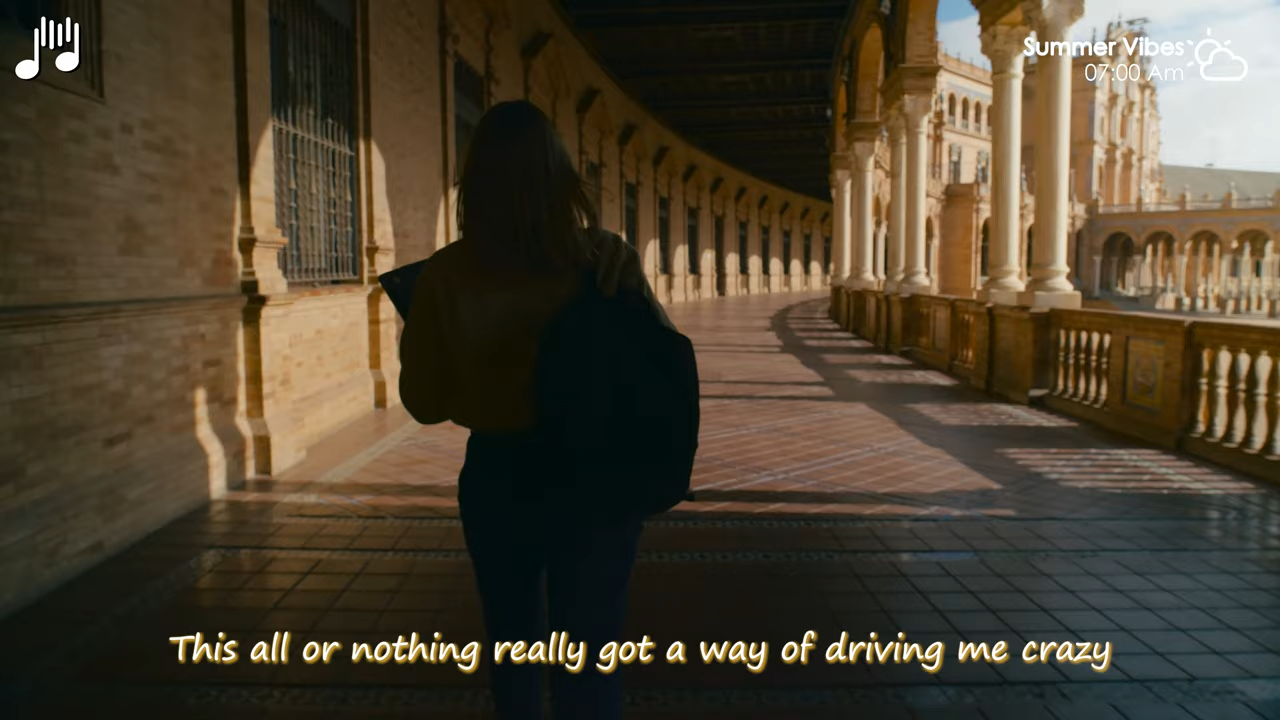 Summer Vibes
07:00 Am
This all or nothing really got a way of driving me crazy